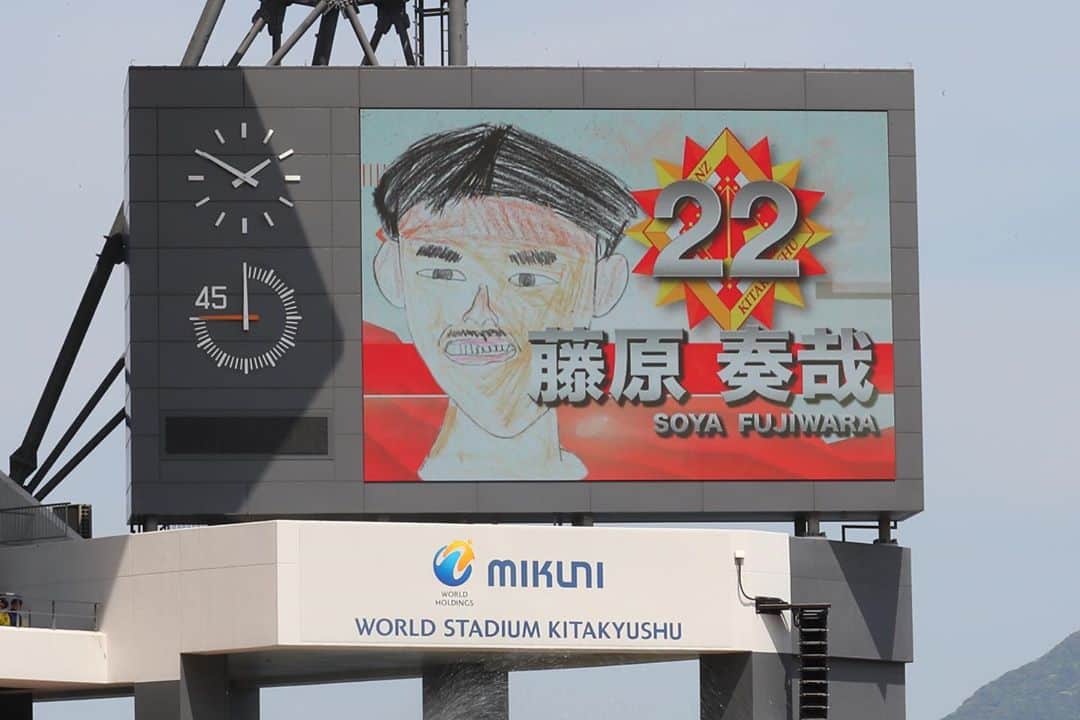 45
22
藤原 奏哉
SOYA FUJIWARA
WORLD
HOLDINGS
MIKUNI
WORLD STADIUM KITAKYUSHU